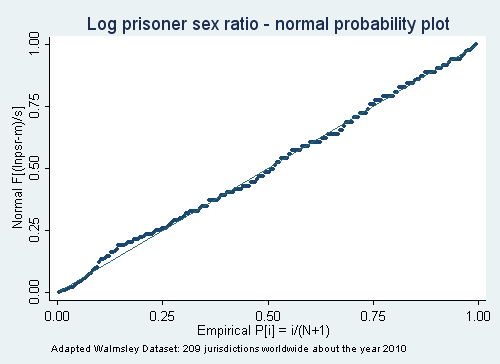 Log prisoner sex ratio - normal probability plot
Normal F[(lnpsr-m)/s]
1.00
0.75
0.50
0.25
0.00
0.00 0.25 0.50 0.75 1.00
Empirical P[i] = i/(N+1)
Adapted Walmsley Dataset: 209 jurisdictions worldwide about the year 2010